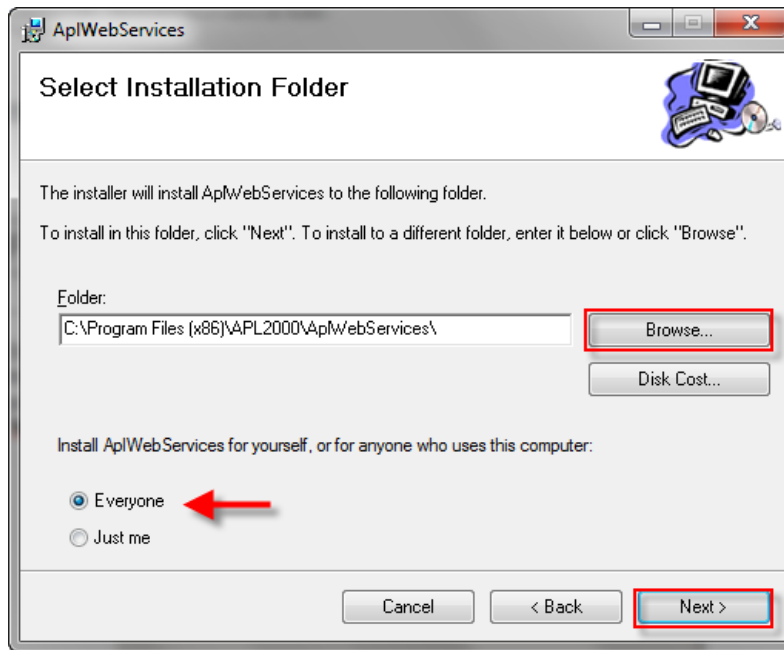 AplWebServices
Select Installation Folder
The installer will install AplWebServices to the following folder.
To install in this folder, click "Next". To install to a different folder, enter it below or click "Browse".
Folder:
C:\Program Files (x86)\APL2000\AplWebServices\
Browse...
Disk Cost...
Install AplWebServices for yourself, or for anyone who uses this computer:
Everyone
Just me
Cancel
< Back
Next >